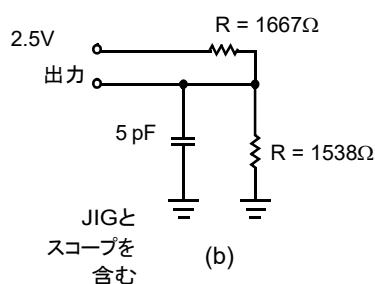 R = 1667Ω
2.5V
出力
5 pF
R = 1538Ω
JIGと
スコープを
含む
(b)